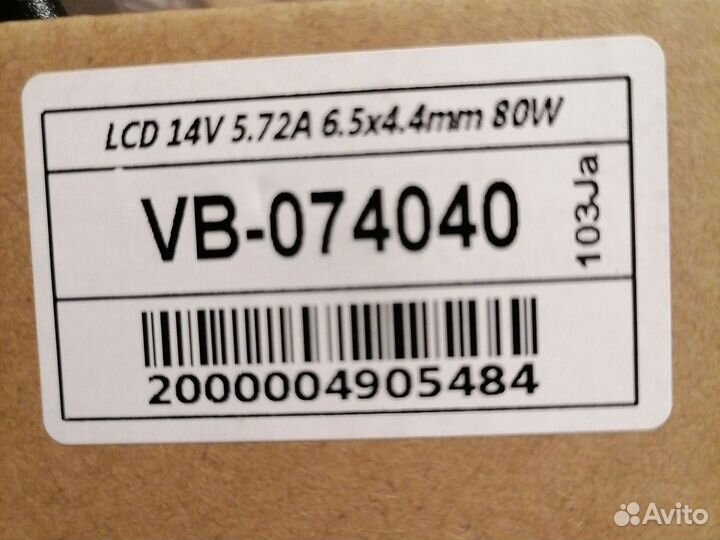 LCD 14V 5.72A 6.5x4.4mm 80W
VB-074040
103Ja
2000004905484
Avito